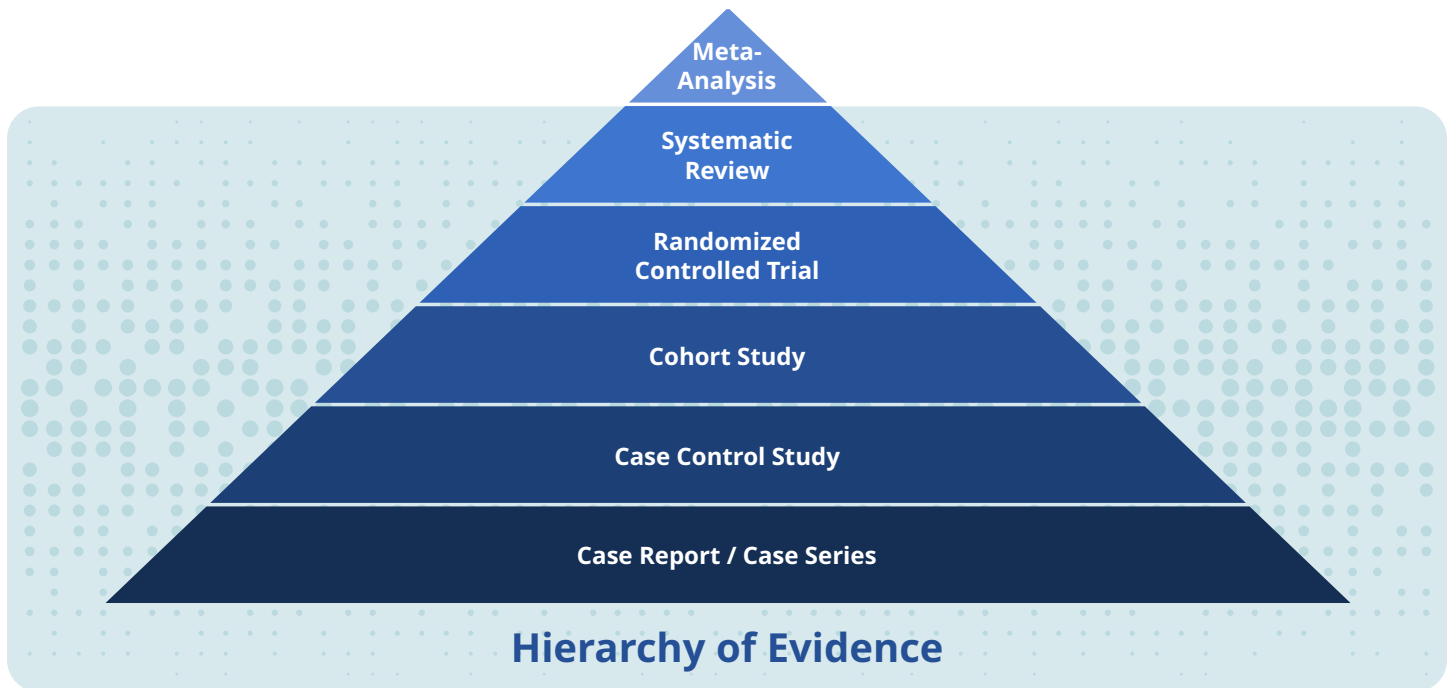 Meta-
Analysis
Systematic
Review
Randomized
Controlled Trial
Cohort Study
Case Control Study
Case Report / Case Series
Hierarchy of Evidence